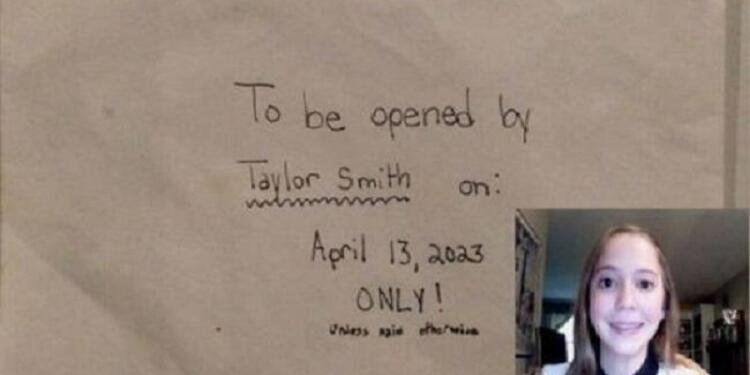 To be opened by
Taylor Smith on:
April 13, 2023
ONLY!
Unless said otherwise